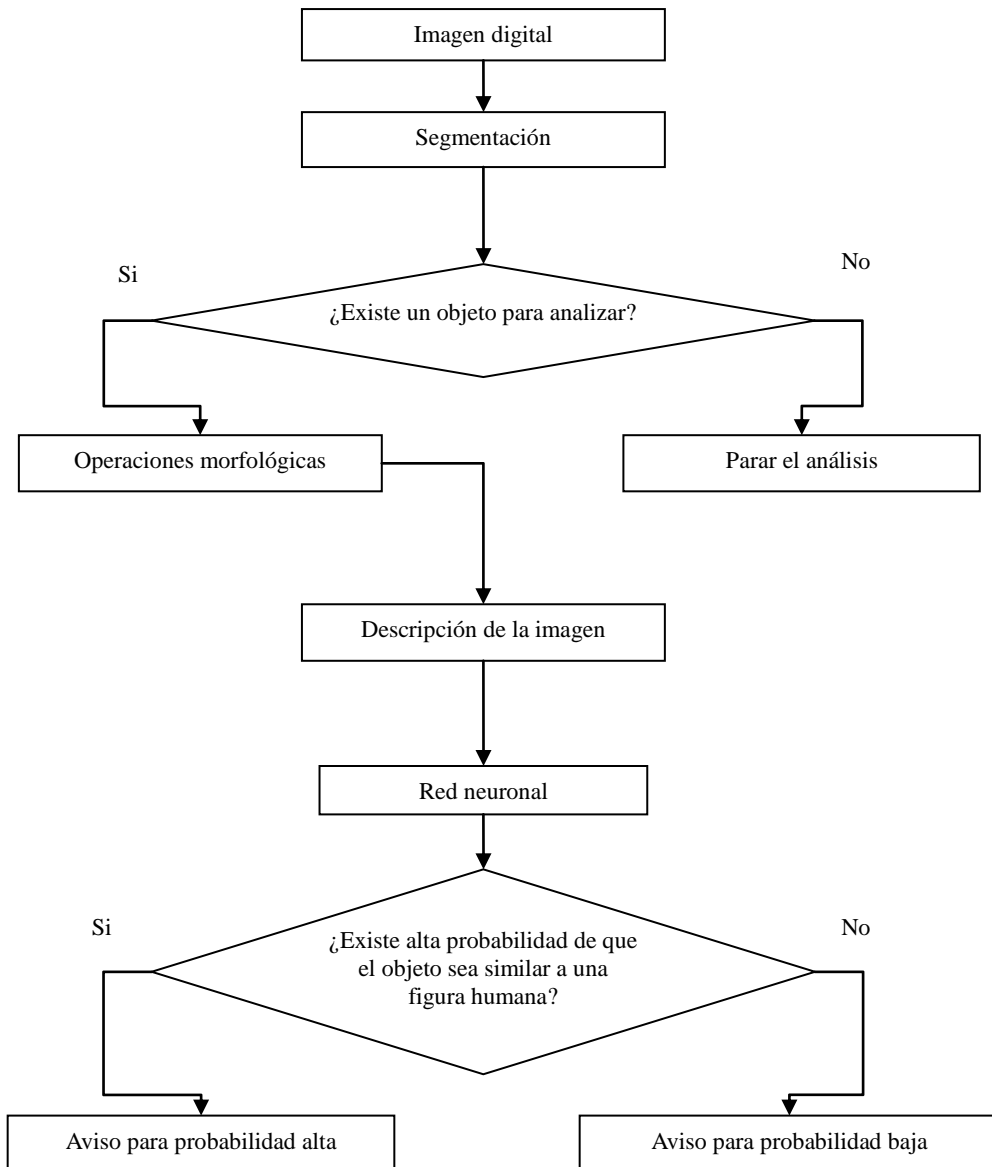 Imagen digital
Segmentación
Si
No
¿Existe un objeto para analizar?
Operaciones morfológicas
Parar el análisis
Descripción de la imagen
Red neuronal
Si
No
¿Existe alta probabilidad de que
el objeto sea similar a una
figura humana?
Aviso para probabilidad alta
Aviso para probabilidad baja